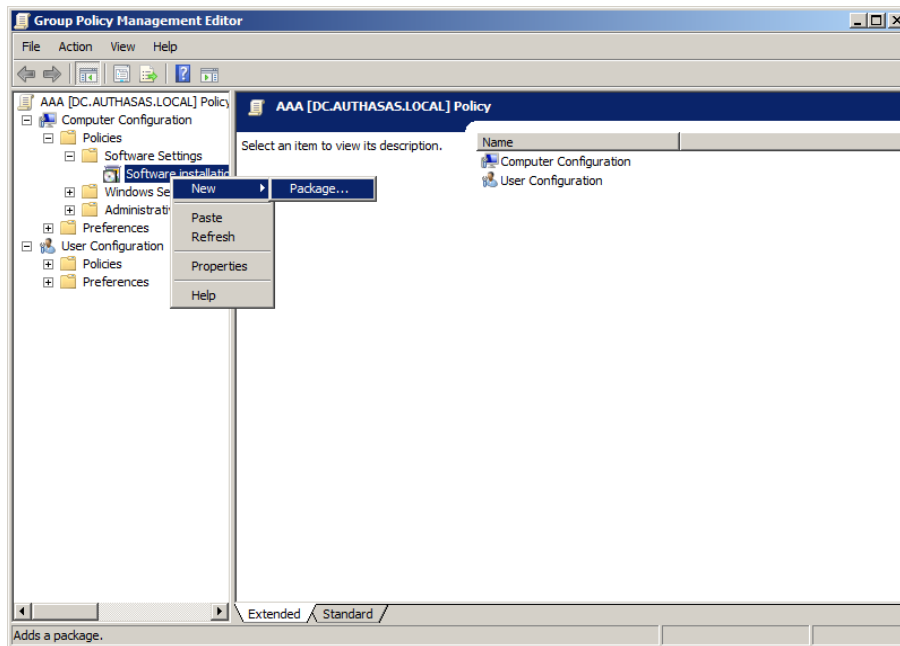 Group Policy Management Editor
File Action View Help
AAA [DC.AUTHASAS.LOCAL] Policy
Computer Configuration
Policies
Software Settings
Software installatio
Windows Se
Administrati
Preferences
User Configuration
Policies
Preferences
New
Package...
Paste
Refresh
Properties
Help
AAA [DC.AUTHASAS.LOCAL] Policy
Select an item to view its description.
Name
Computer Configuration
User Configuration
Extended Standard
Adds a package.